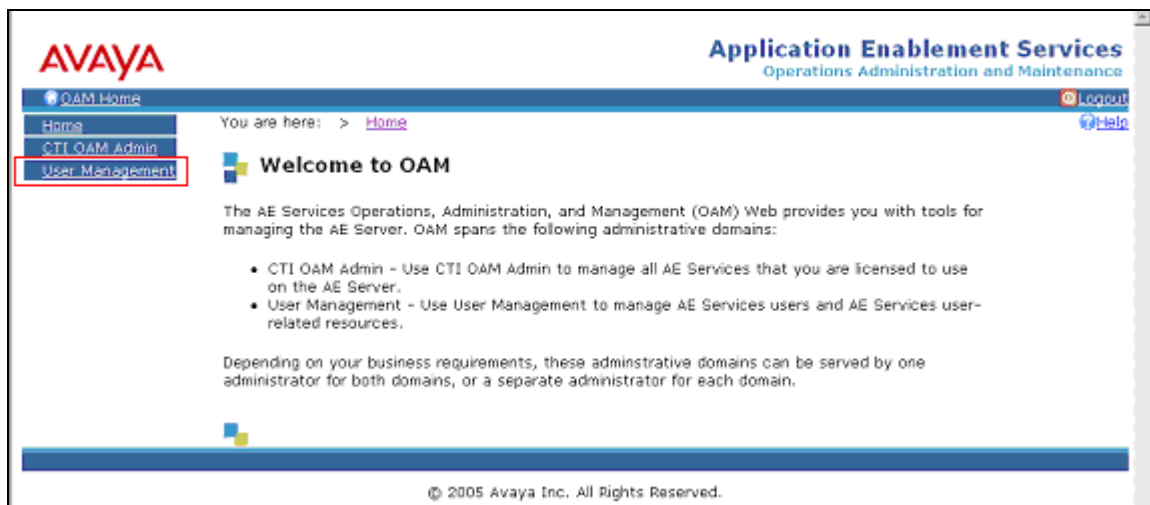 AVAYA
Application Enablement Services
Operations Administration and Maintenance
OAM Home
Logout
Home
You are here: > Home
Help
CTI OAM Admin
User Management
Welcome to OAM
The AE Services Operations, Administration, and Management (OAM) Web provides you with tools for
managing the AE Server. OAM spans the following administrative domains:
• CTI OAM Admin - Use CTI OAM Admin to manage all AE Services that you are licensed to use
on the AE Server.
• User Management - Use User Management to manage AE Services users and AE Services user-
related resources.
Depending on your business requirements, these adminstrative domains can be served by one
administrator for both domains, or a separate administrator for each domain.
© 2005 Avaya Inc. All Rights Reserved.